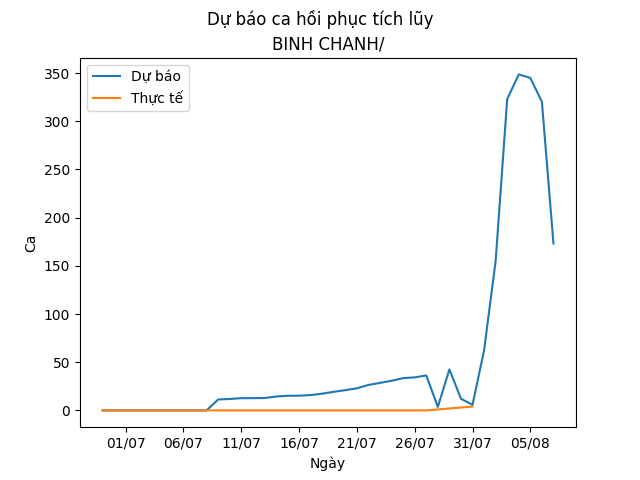 Dự báo ca hồi phục tích lũy
BINH CHANH/
Dự báo
Thực tế
350
300
250
200
150
100
50
0
Ca
01/07 06/07 11/07 16/07 21/07 26/07 31/07 05/08
Ngày